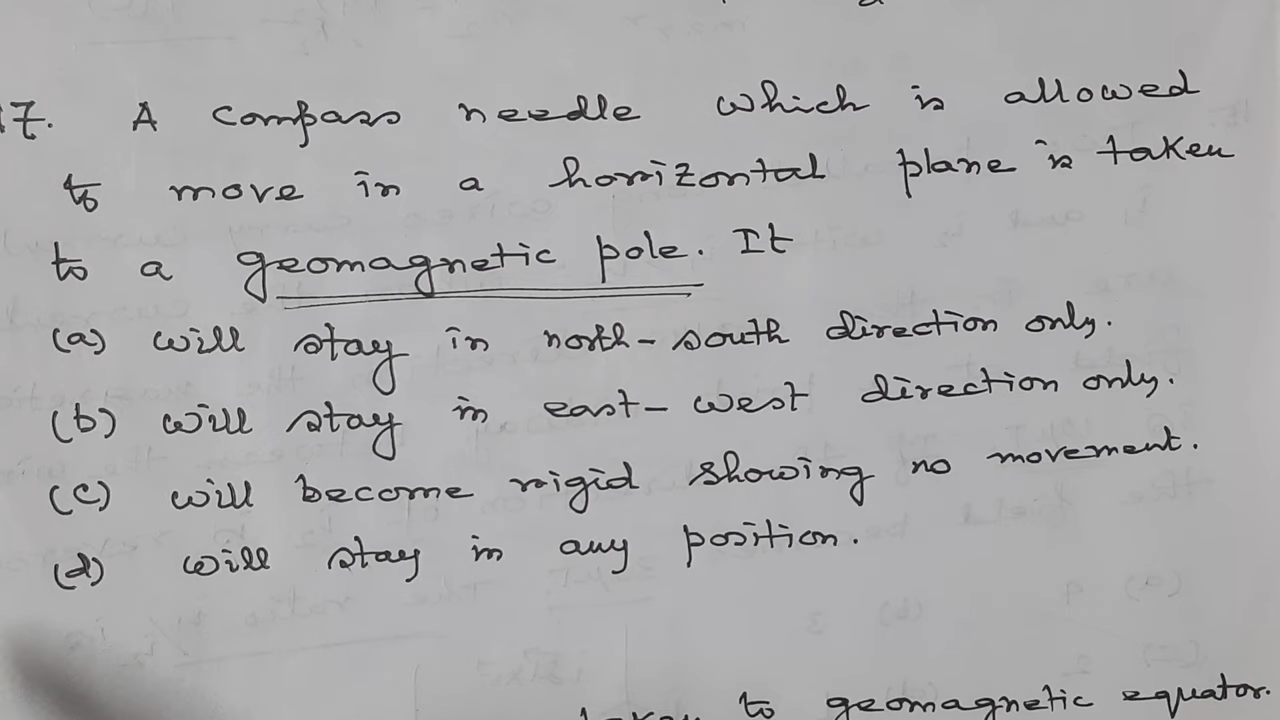 17. A compass needle which is allowed
to move in a horizontal plane is taken
to a geomagnetic pole. It
(a) will stay in north-south direction only.
(b) will stay in east-west direction only.
(c) will become rigid showing no movement.
(d) will stay in any position.
to geomagnetic equator.